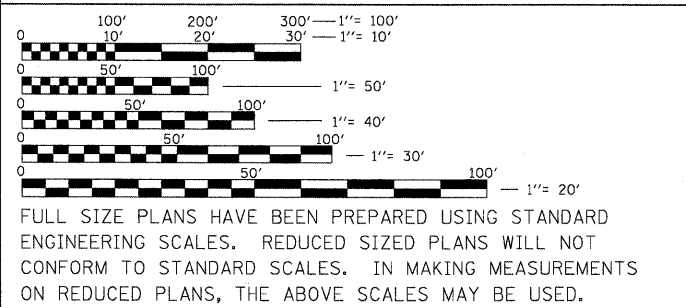 100' 200' 300' 1"= 100'
0 10' 20' 30' 1"= 10'
0 50' 100'
1"= 50'
0 50' 100'
1"= 40'
0 50' 100'
1"= 30'
0 50' 100'
1"= 20'
FULL SIZE PLANS HAVE BEEN PREPARED USING STANDARD
ENGINEERING SCALES. REDUCED SIZED PLANS WILL NOT
CONFORM TO STANDARD SCALES. IN MAKING MEASUREMENTS
ON REDUCED PLANS, THE ABOVE SCALES MAY BE USED.